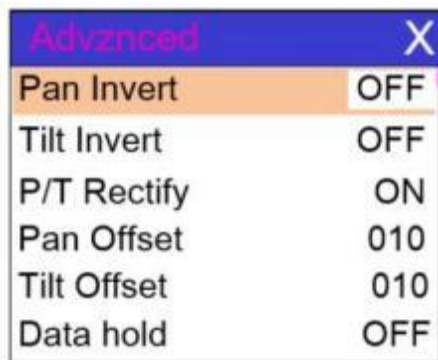 Advznced X
Pan Invert OFF
Tilt Invert OFF
P/T Rectify ON
Pan Offset 010
Tilt Offset 010
Data hold OFF